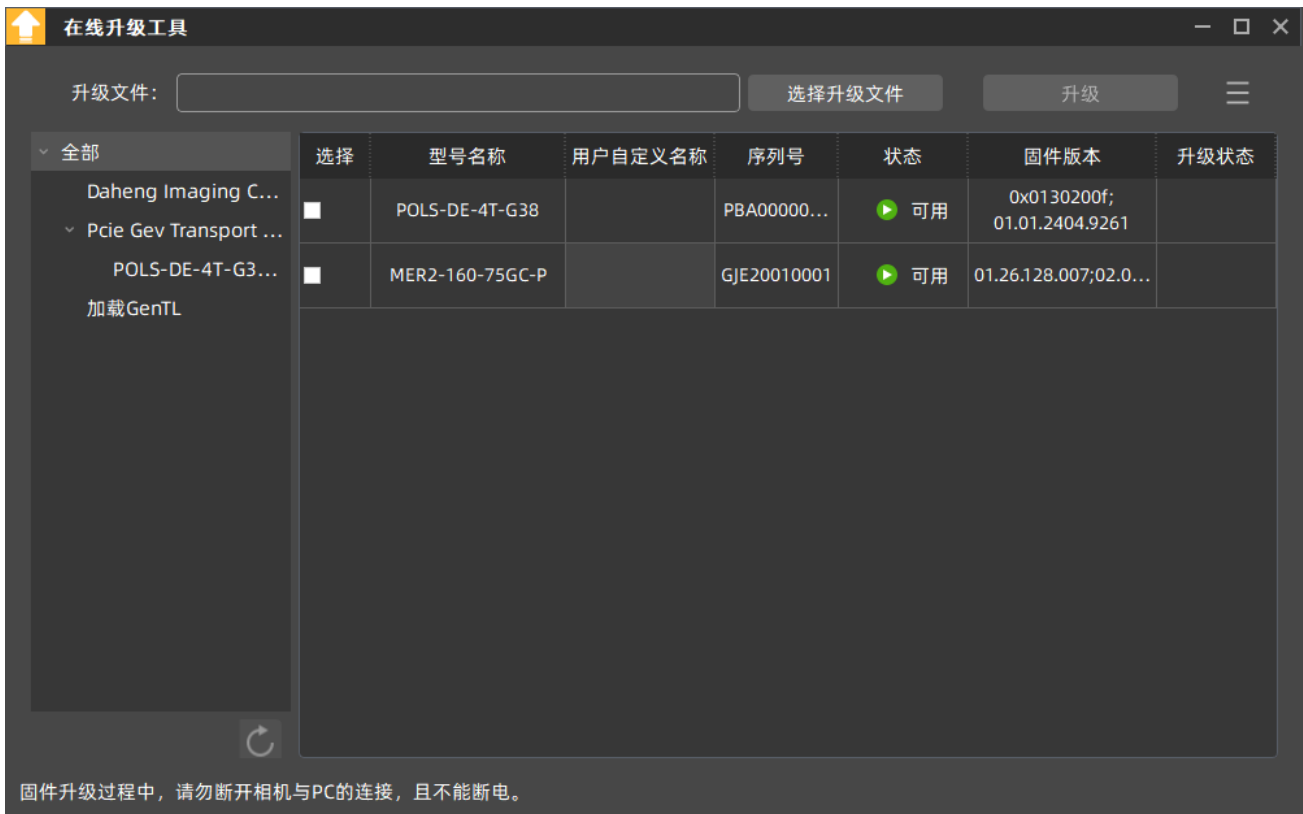 在线升级工具
升级文件：
选择升级文件
升级
全部
Daheng Imaging C...
Pcie Gev Transport ...
POLS-DE-4T-G3...
加载GenTL
选择 型号名称 用户自定义名称 序列号 状态 固件版本 升级状态
POLS-DE-4T-G38 PBA00000... 可用 0x0130200f;
01.01.2404.9261
MER2-160-75GC-P GJE20010001 可用 01.26.128.007;02.0...
固件升级过程中，请勿断开相机与PC的连接，且不能断电。